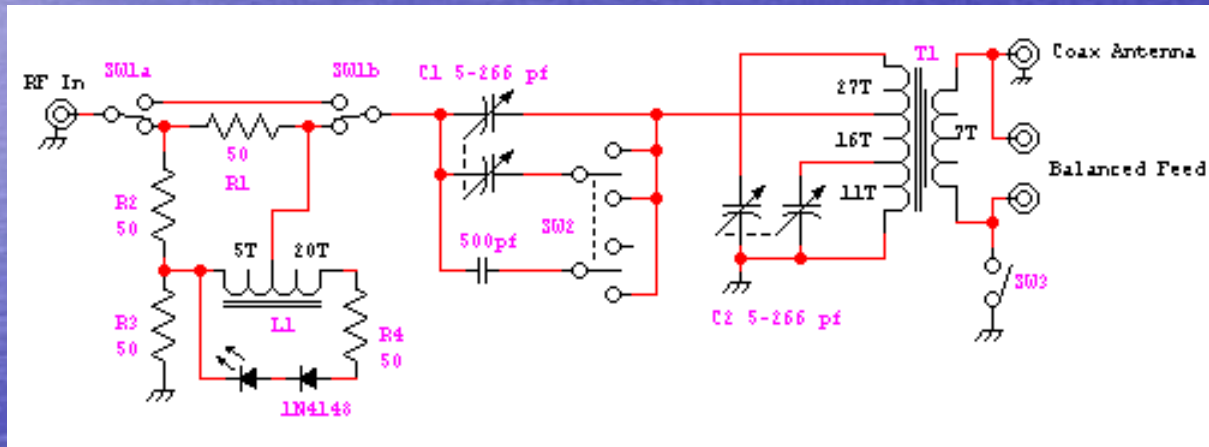 RF In
SW1a
SW1b
C1 5-266 pf
T1
Coax Antenna
27T
50
R1
16T
7T
Balanced Feed
R2
50
11T
SW2
5T
20T
500pf
R3
50
L1
R4
50
C2 5-266 pf
SW3
1N4148